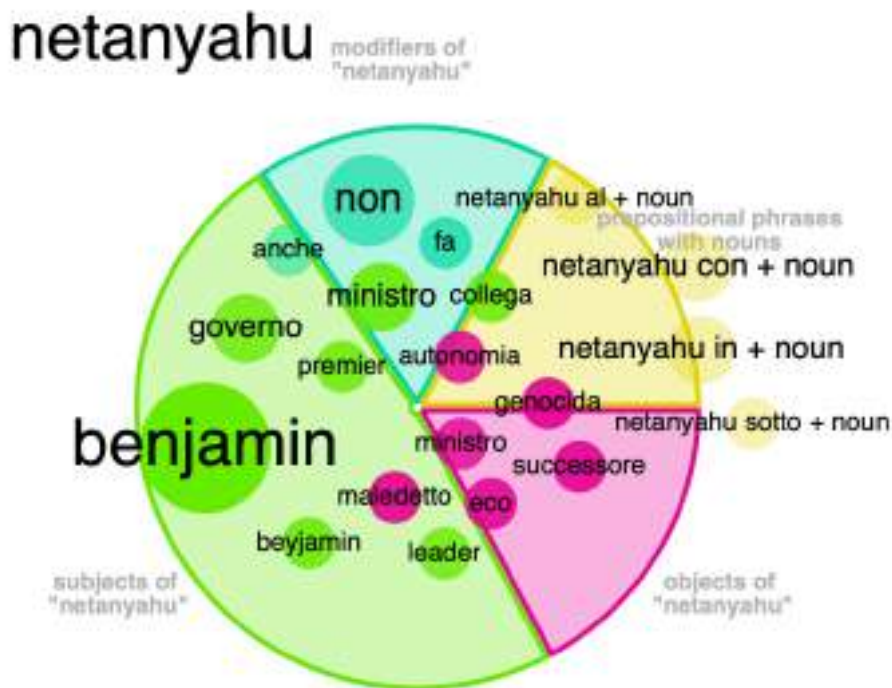 netanyahu
modifiers of
"netanyahu"
non
netanyahu al + noun
prepositional phrases
with nouns
anche
fa
netanyahu con + noun
ministro
collega
governo
premier
autonomia
netanyahu in + noun
genocida
netanyahu sotto + noun
benjamin
ministro
successore
maledetto
eco
beyjamin
leader
subjects of
"netanyahu"
objects of
"netanyahu"